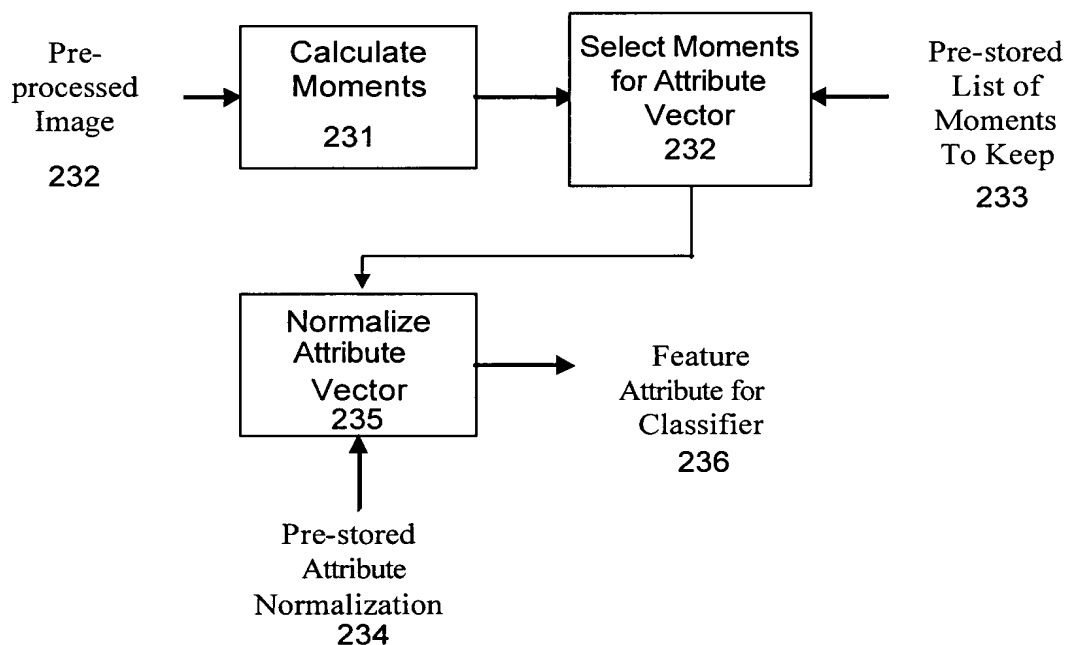 Pre-
processed
Image
232
Calculate
Moments
231
Select Moments
for Attribute
Vector
232
Pre-stored
List of
Moments
To Keep
233
Normalize
Attribute
Vector
235
Feature
Attribute for
Classifier
236
Pre-stored
Attribute
Normalization
234